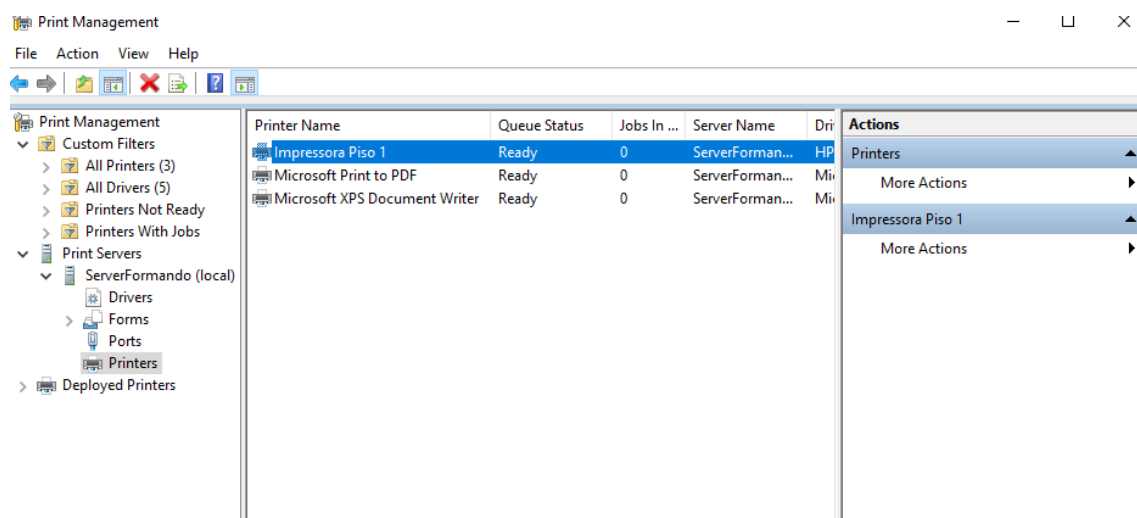 Print Management
File Action View Help
Print Management
Custom Filters
All Printers (3)
All Drivers (5)
Printers Not Ready
Printers With Jobs
Print Servers
ServerFormando (local)
Drivers
Forms
Ports
Printers
Deployed Printers
Printer Name Queue Status Jobs In ... Server Name Dri
Impressora Piso 1 Ready 0 ServerForman... HP
Microsoft Print to PDF Ready 0 ServerForman... Mi
Microsoft XPS Document Writer Ready 0 ServerForman... Mi
Actions
Printers
More Actions
Impressora Piso 1
More Actions